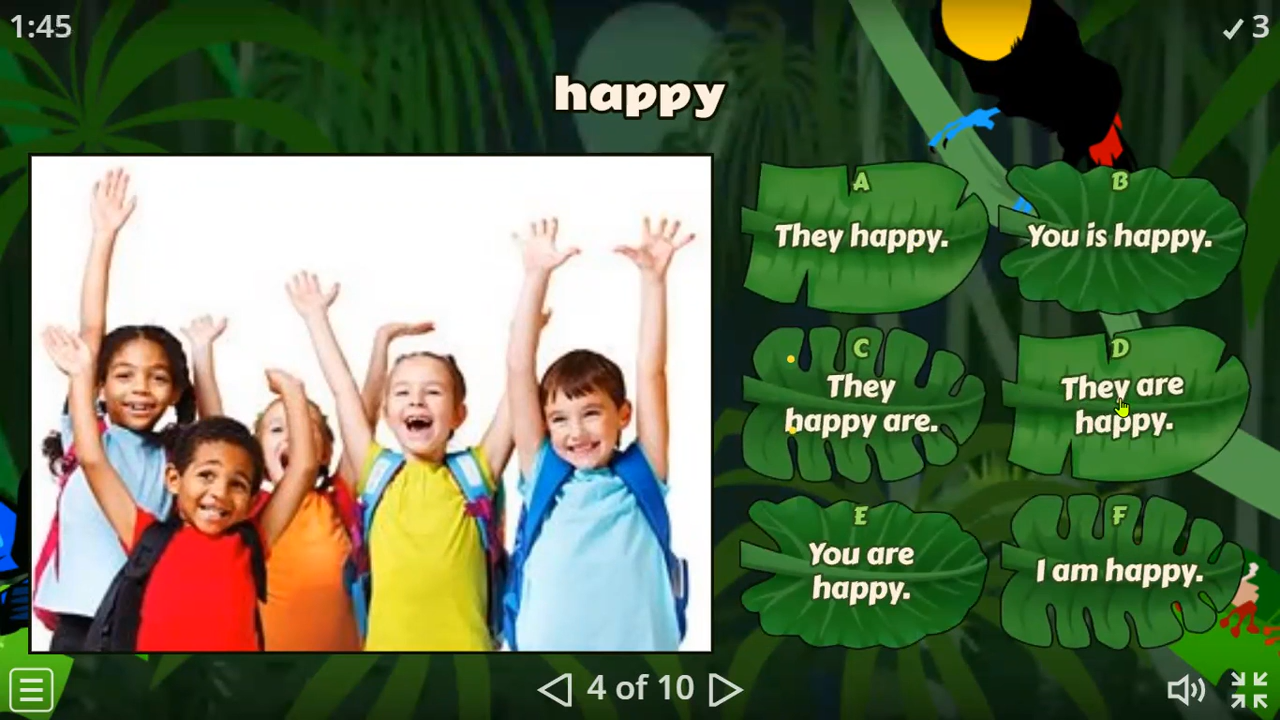 1:45
✓ 3
happy
A
They happy.
B
You is happy.
C
They
happy are.
D
They are
happy.
E
You are
happy.
F
I am happy.
4 of 10